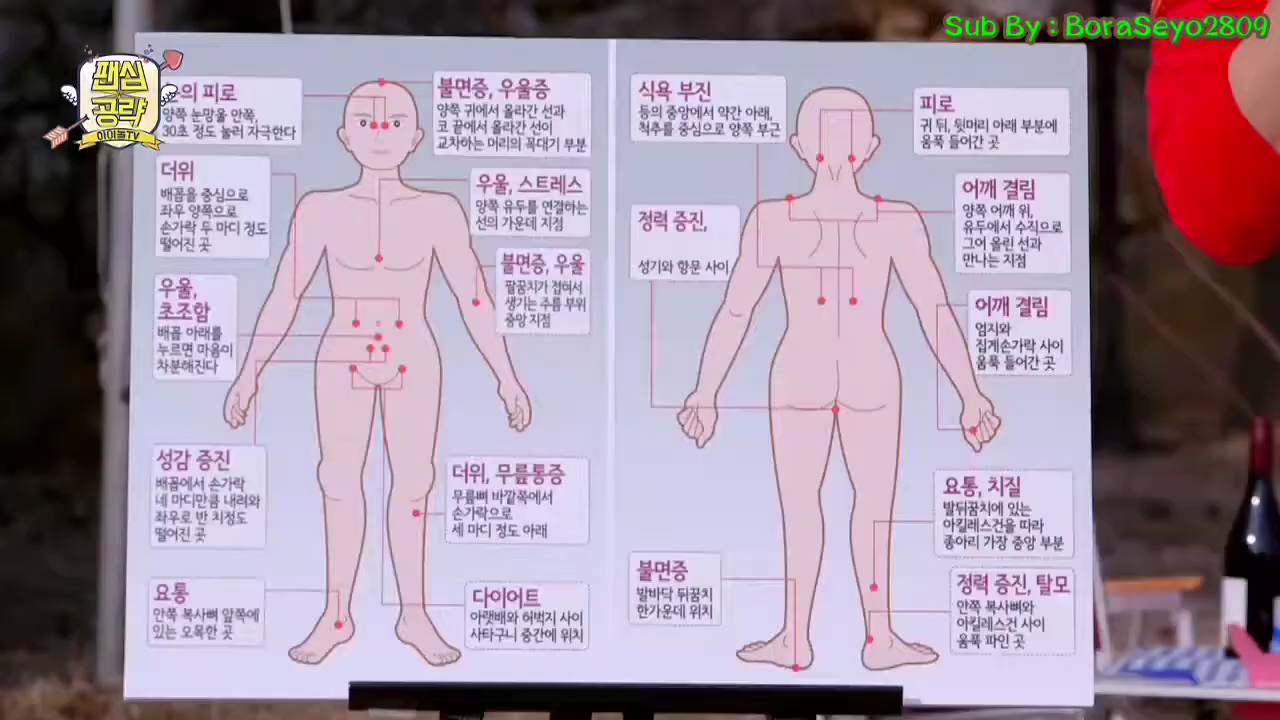 Sub By : BoraSeyo2809
팬심
공략
아이돌TV
의 피로
양쪽 눈망울 안쪽,
30초 정도 눌러 자극한다
불면증, 우울증
양쪽 귀에서 올라간 선과
코 끝에서 올라간 선이
교차하는 머리의 꼭대기 부분
더위
배꼽을 중심으로
좌우 양쪽으로
손가락 두 마디 정도
떨어진 곳
우울, 스트레스
양쪽 유두를 연결하는
선의 가운데 지점
불면증, 우울
팔꿈치가 접혀서
생기는 주름 부위
중앙 지점
우울,
초조함
배꼽 아래를
누르면 마음이
차분해진다
성감 증진
배꼽에서 손가락
네 마디만큼 내려와
좌우로 반 치정도
떨어진 곳
더위, 무릎통증
무릎뼈 바깥쪽에서
손가락으로
세 마디 정도 아래
요통
안쪽 복사뼈 앞쪽에
있는 오목한 곳
다이어트
아랫배와 허벅지 사이
사타구니 중간에 위치
식욕 부진
등의 중앙에서 약간 아래,
척추를 중심으로 양쪽 부근
피로
귀 뒤, 뒷머리 아래 부분에
움푹 들어간 곳
정력 증진,
성기와 항문 사이
어깨 결림
양쪽 어깨 위,
유두에서 수직으로
그어 올린 선과
만나는 지점
어깨 결림
엄지와
집게손가락 사이
움푹 들어간 곳
요통, 치질
발뒤꿈치에 있는
아킬레스건을 따라
종아리 가장 중앙 부분
불면증
발바닥 뒤꿈치
한가운데 위치
정력 증진, 탈모
안쪽 복사뼈와
아킬레스건 사이
움푹 파인 곳